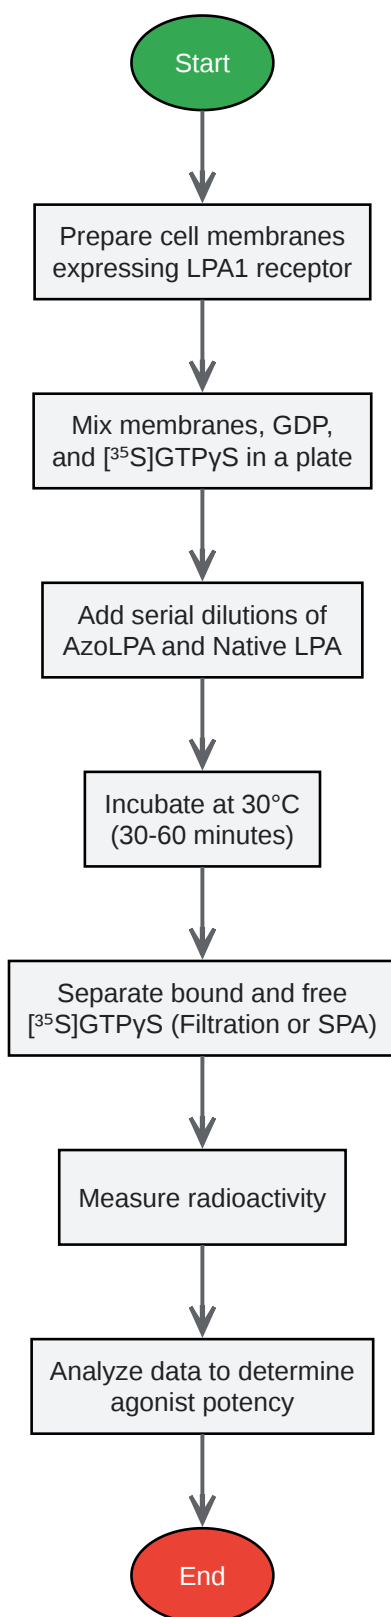 Start
Prepare cell membranes
expressing LPA1 receptor
Mix membranes, GDP,
and [³⁵S]GTPγS in a plate
Add serial dilutions of
AzoLPA and Native LPA
Incubate at 30°C
(30-60 minutes)
Separate bound and free
[³⁵S]GTPγS (Filtration or SPA)
Measure radioactivity
Analyze data to determine
agonist potency
End